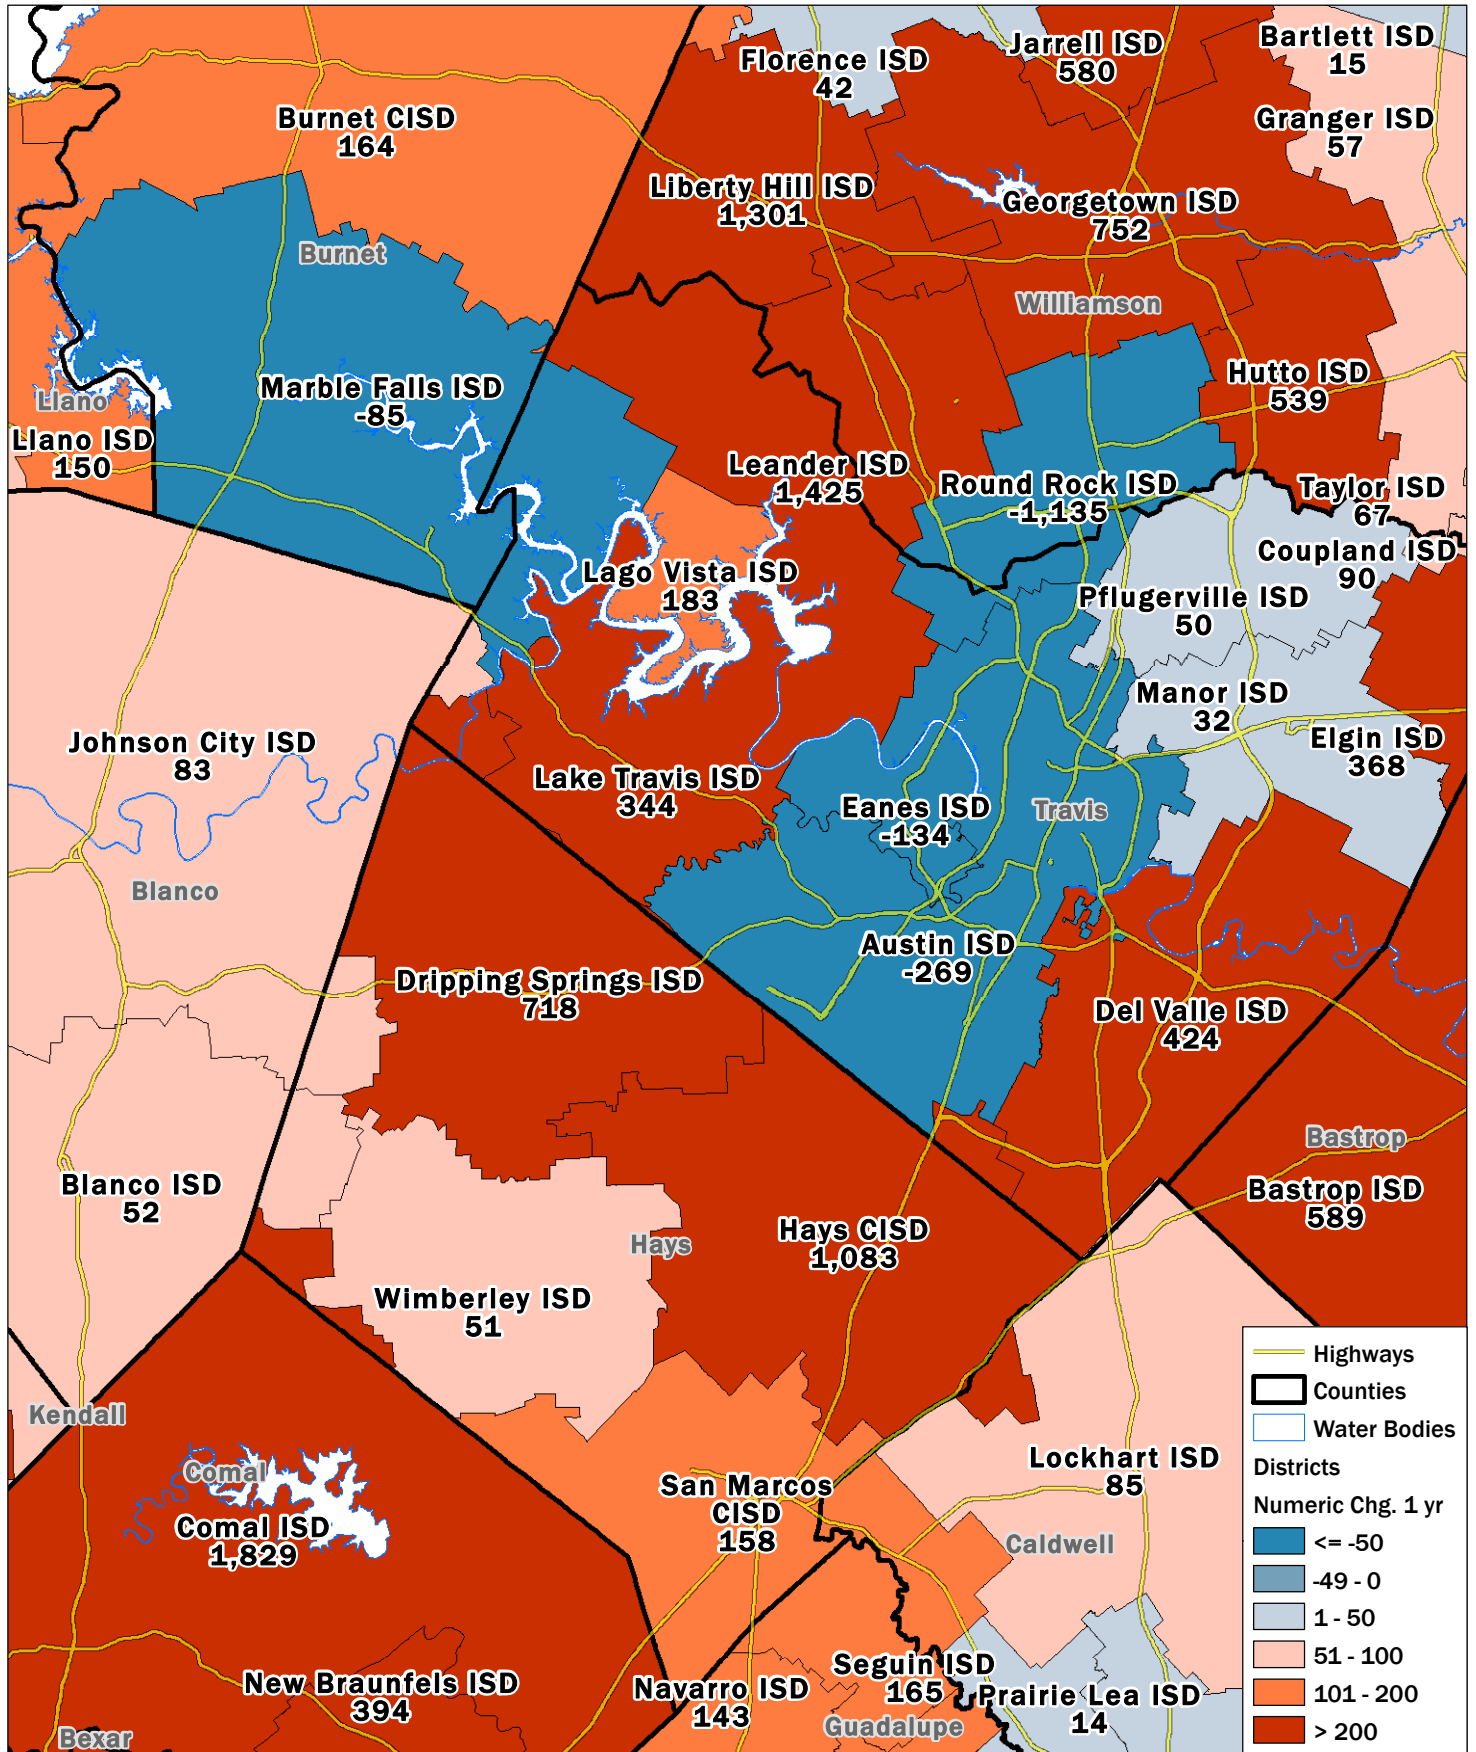 Florence ISD
42
Jarrell ISD
580
Bartlett ISD
15
Burnet CISD
164
Granger ISD
57
Liberty Hill ISD
1,301
Georgetown ISD
752
Burnet
Williamson
Marble Falls ISD
-85
Hutto ISD
539
Llano
Llano ISD
150
Leander ISD
1,425
Round Rock ISD
-1,135
Taylor ISD
67
Coupland ISD
90
Lago Vista ISD
183
Pflugerville ISD
50
Manor ISD
32
Johnson City ISD
83
Elgin ISD
368
Lake Travis ISD
344
Eanes ISD
-134
Travis
Blanco
Austin ISD
-269
Dripping Springs ISD
718
Del Valle ISD
424
Bastrop
Blanco ISD
52
Bastrop ISD
589
Hays CISD
1,083
Hays
Wimberley ISD
51
Kendall
Comal
Comal ISD
1,829
San Marcos
CISD
158
Lockhart ISD
85
Caldwell
New Braunfels ISD
394
Navarro ISD
143
Seguin ISD
165
Prairie Lea ISD
14
Guadalupe
Bexar
Highways
Counties
Water Bodies
Districts
Numeric Chg. 1 yr
<= -50
-49 - 0
1 - 50
51 - 100
101 - 200
> 200